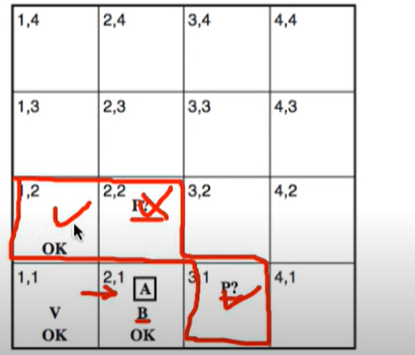 1,4 2,4 3,4 4,4
1,3 2,3 3,3 4,3
1,2 2,2 3,2 4,2
P?
OK
1,1 2,1 3,1 4,1
A P?
V B
OK OK